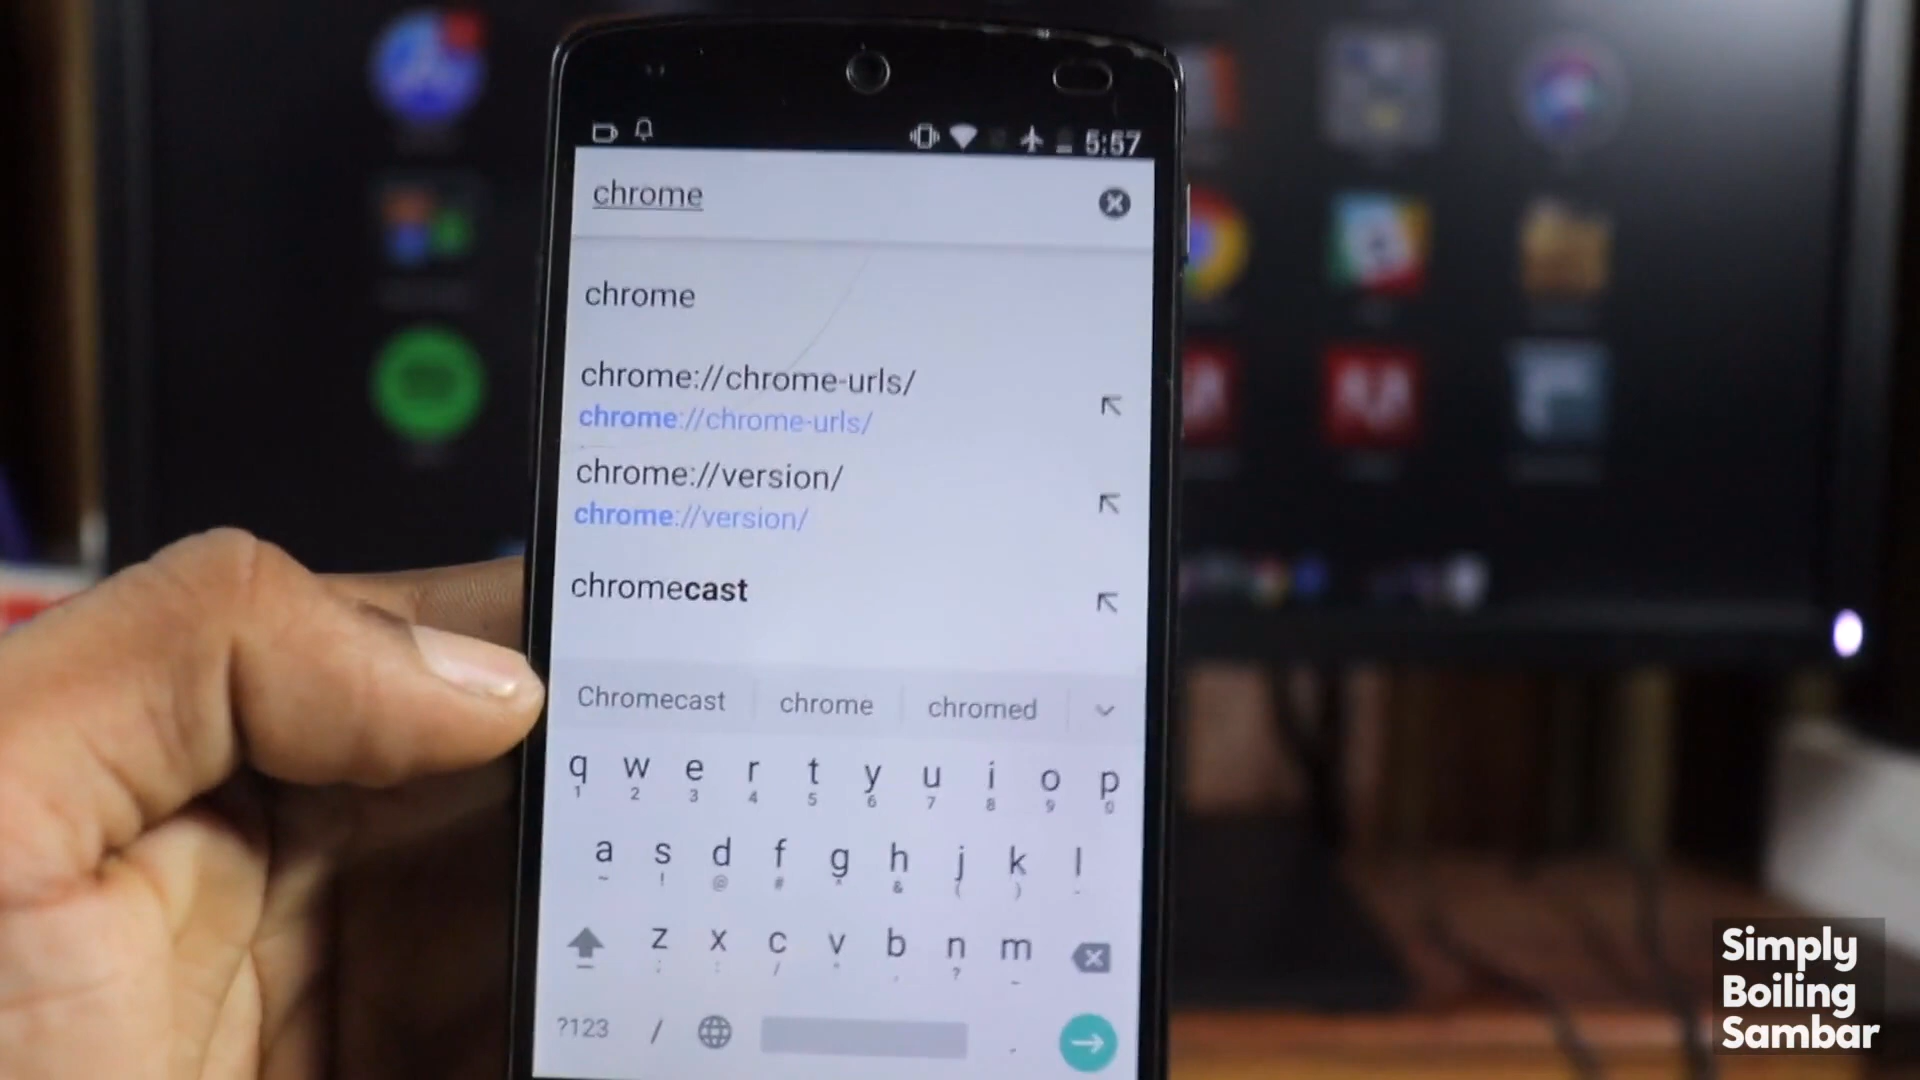 5:57
chrome
chrome
chrome://chrome-urls/
chrome://chrome-urls/
chrome://version/
chrome://version/
chromecast
Chromecast chrome chromed
q w e r t y u i o p
1 2 3 4 5 6 7 8 9 0
a s d f g h j k l
~ ! @ # & ( )
z x c v b n m
; : / ?
?123 / .
Simply
Boiling
Sambar